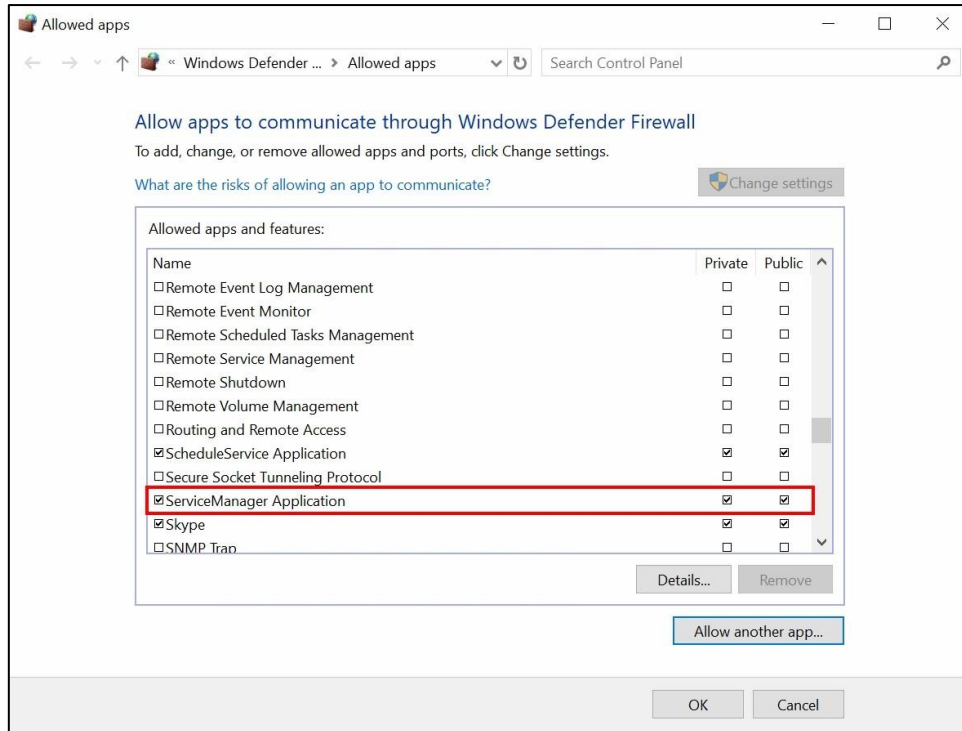 Allowed apps
« Windows Defender ... > Allowed apps
Search Control Panel
Allow apps to communicate through Windows Defender Firewall
To add, change, or remove allowed apps and ports, click Change settings.
What are the risks of allowing an app to communicate?
Change settings
Allowed apps and features:
Name Private Public
Remote Event Log Management
Remote Event Monitor
Remote Scheduled Tasks Management
Remote Service Management
Remote Shutdown
Remote Volume Management
Routing and Remote Access
ScheduleService Application
Secure Socket Tunneling Protocol
ServiceManager Application
Skype
SNMP Trap
Details... Remove
Allow another app...
OK Cancel